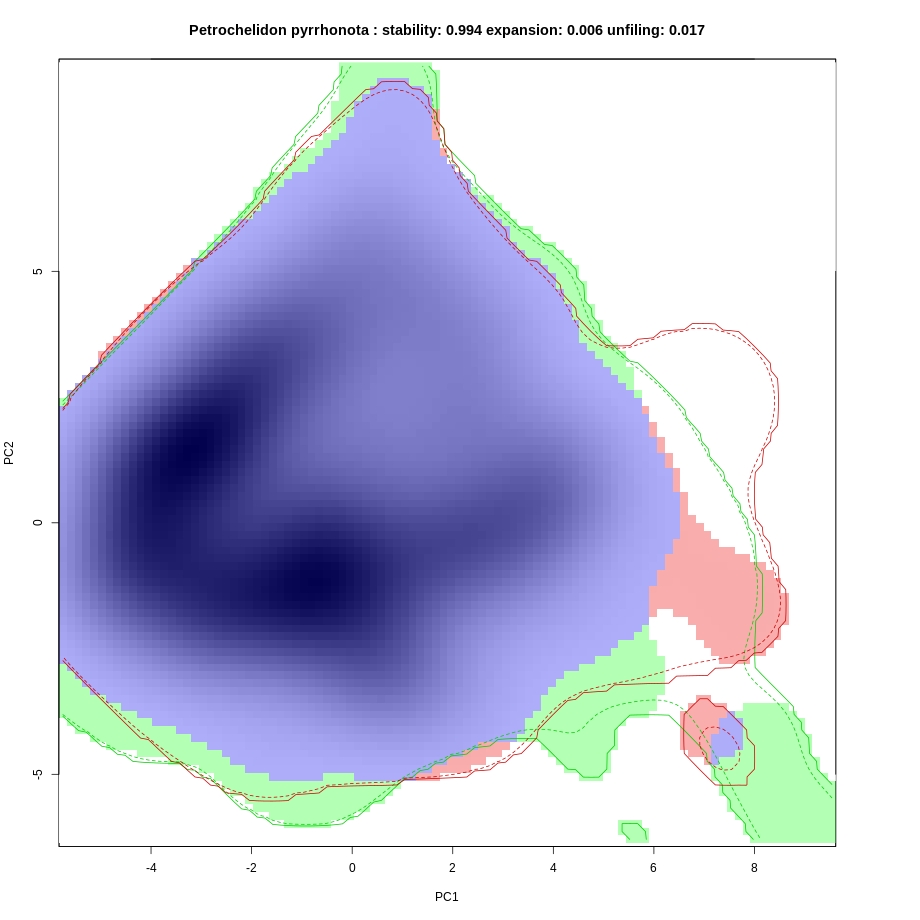 Petrochelidon pyrrhonota : stability: 0.994 expansion: 0.006 unfiling: 0.017
5
0
-5
PC2
-4 -2 0 2 4 6 8
PC1